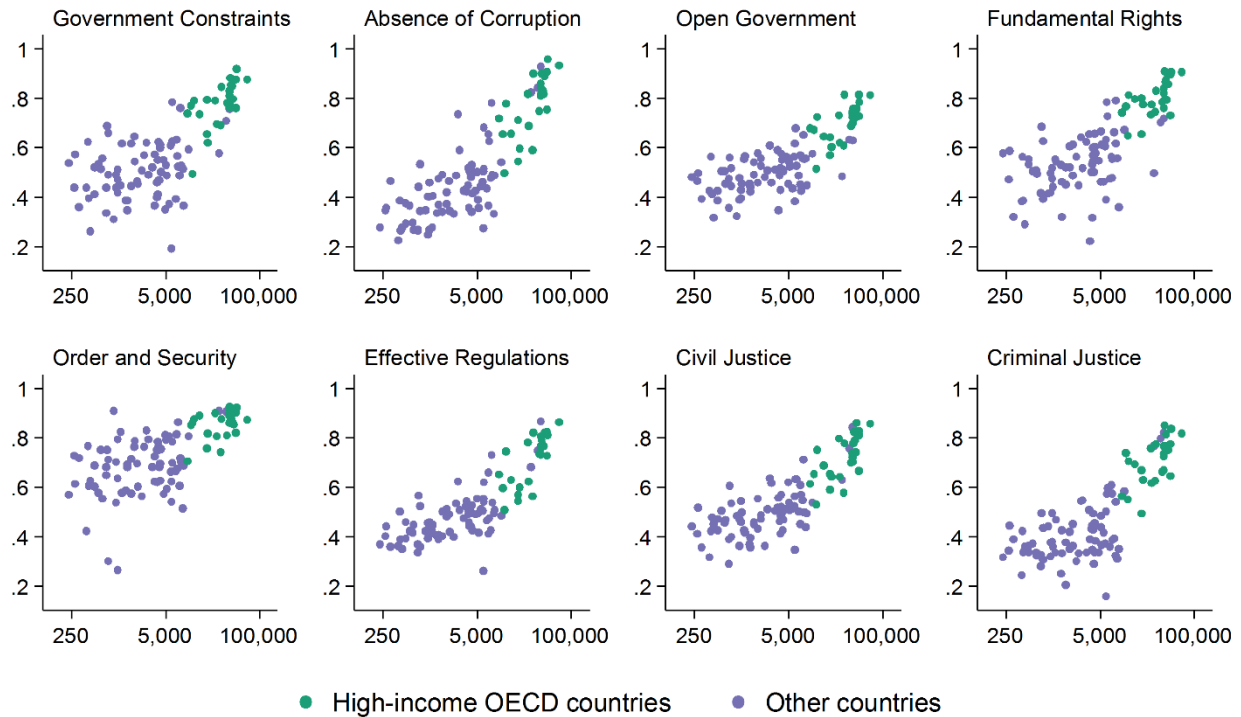 Government Constraints
Absence of Corruption
Open Government
Fundamental Rights
1
.8
.6
.4
.2
250 5,000 100,000
1
.8
.6
.4
.2
250 5,000 100,000
1
.8
.6
.4
.2
250 5,000 100,000
1
.8
.6
.4
.2
250 5,000 100,000
Order and Security
Effective Regulations
Civil Justice
Criminal Justice
1
.8
.6
.4
.2
250 5,000 100,000
1
.8
.6
.4
.2
250 5,000 100,000
1
.8
.6
.4
.2
250 5,000 100,000
1
.8
.6
.4
.2
250 5,000 100,000
High-income OECD countries
Other countries